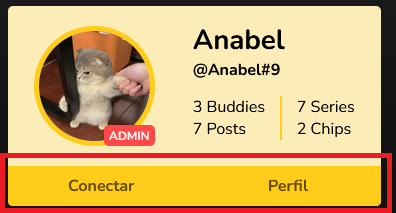 Anabel
@Anabel#9
3 Buddies 7 Series
7 Posts 2 Chips
ADMIN
Conectar Perfil